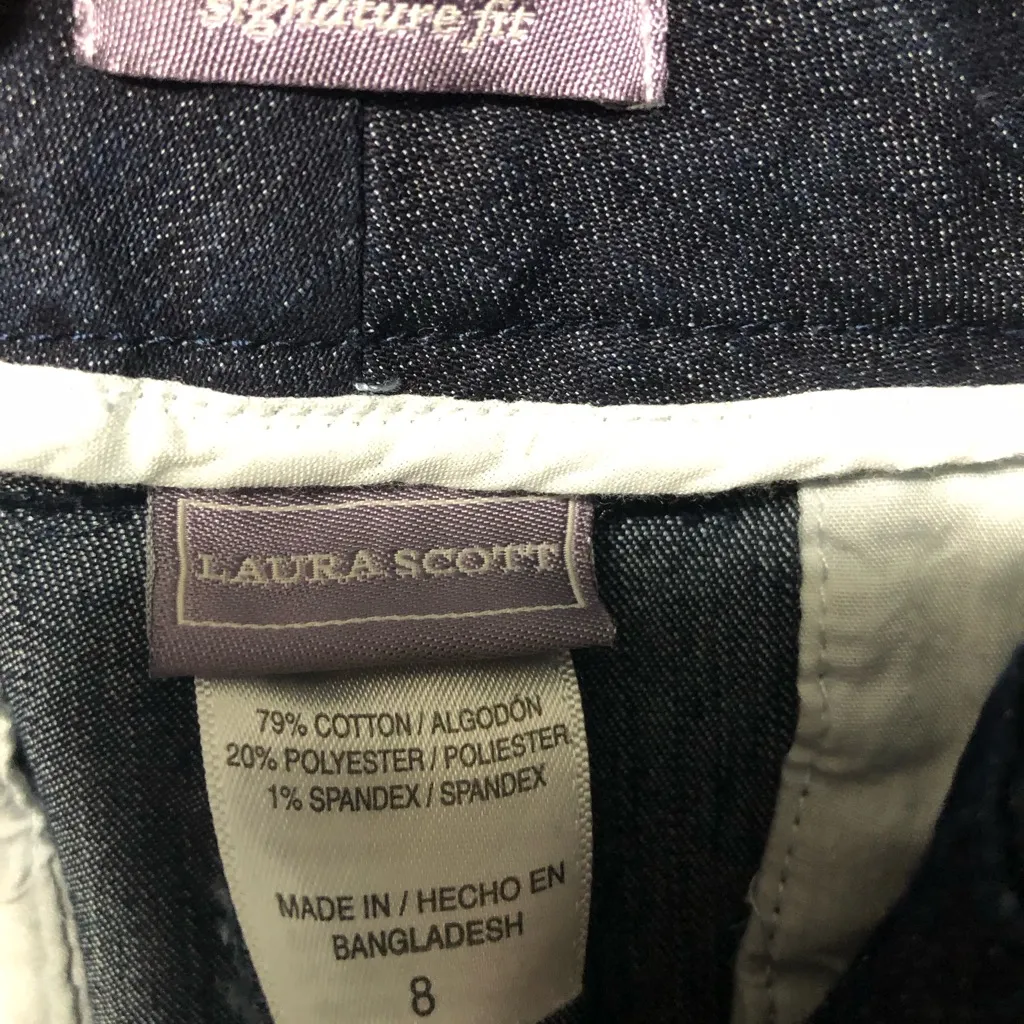 signature fit
LAURA SCOTT
79% COTTON / ALGODÓN
20% POLYESTER / POLIESTER
1% SPANDEX / SPANDEX
MADE IN / HECHO EN
BANGLADESH
8